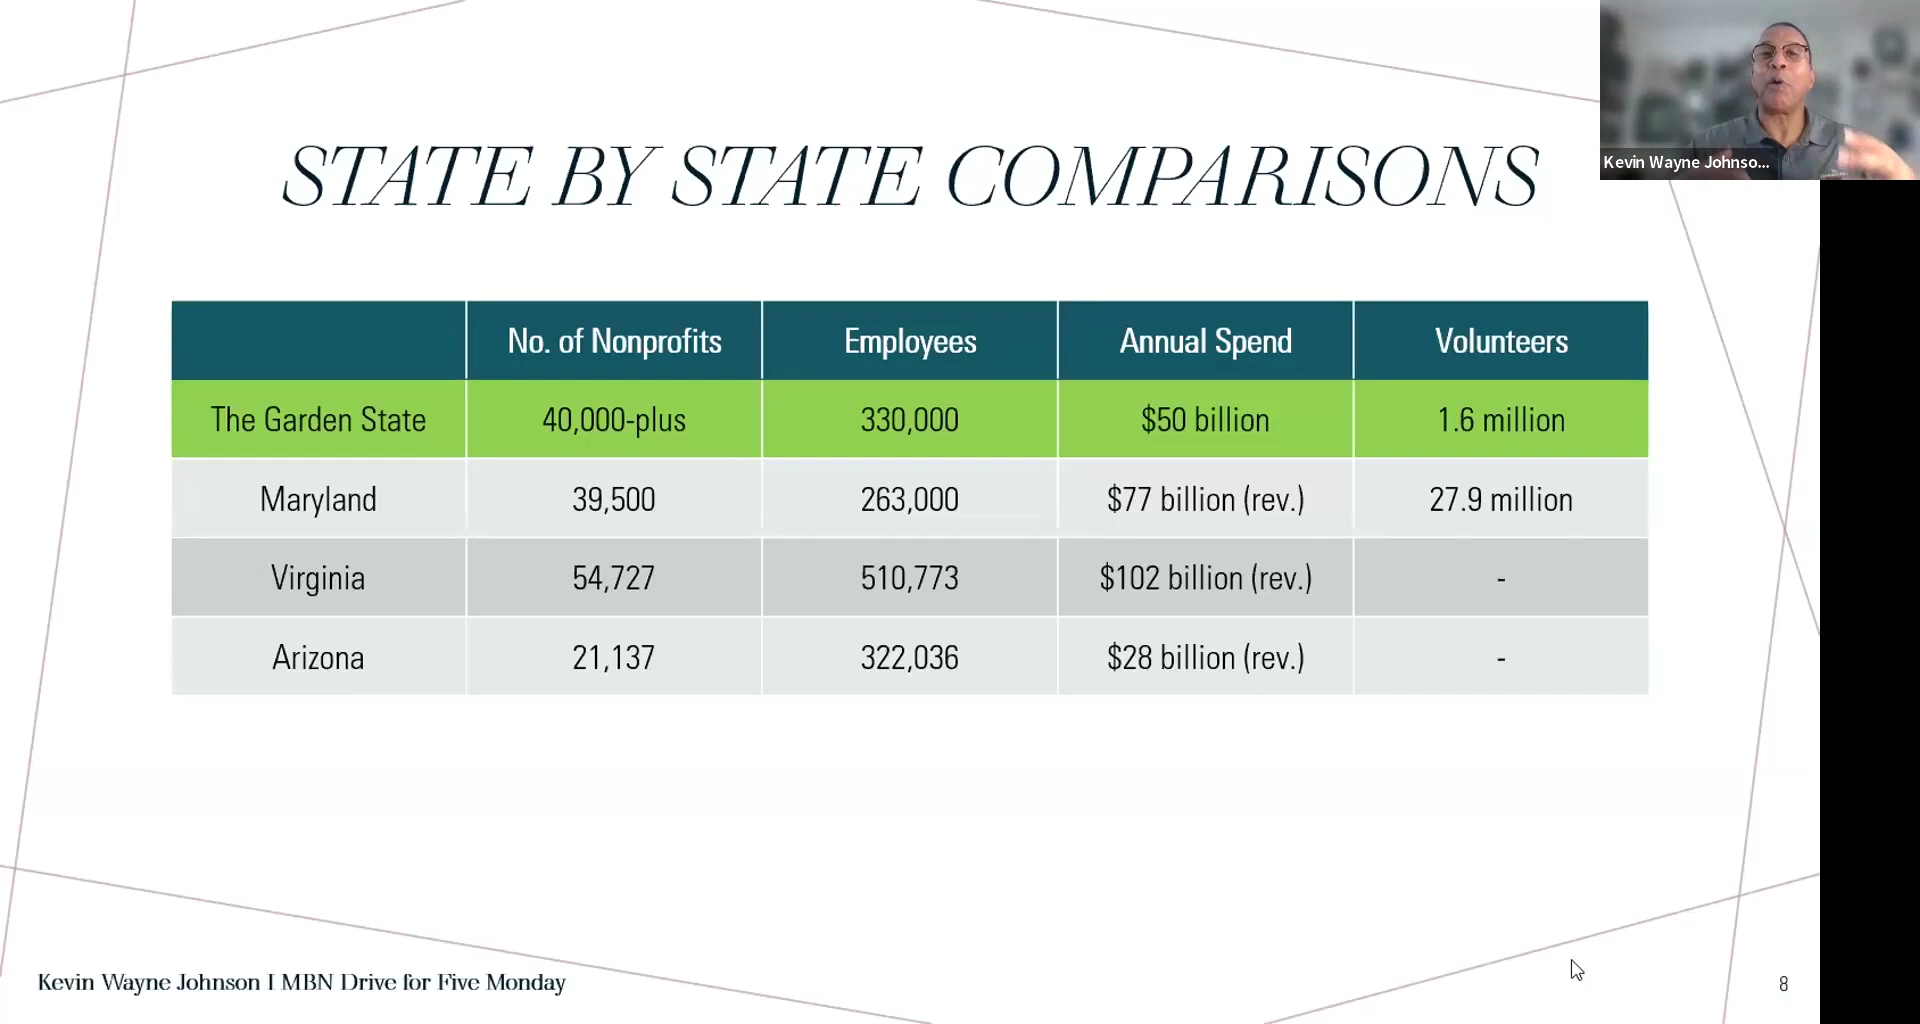 Kevin Wayne Johnso...
STATE BY STATE COMPARISONS
No. of Nonprofits Employees Annual Spend Volunteers
The Garden State 40,000-plus 330,000 $50 billion 1.6 million
Maryland 39,500 263,000 $77 billion (rev.) 27.9 million
Virginia 54,727 510,773 $102 billion (rev.) -
Arizona 21,137 322,036 $28 billion (rev.) -
Kevin Wayne Johnson I MBN Drive for Five Monday 8